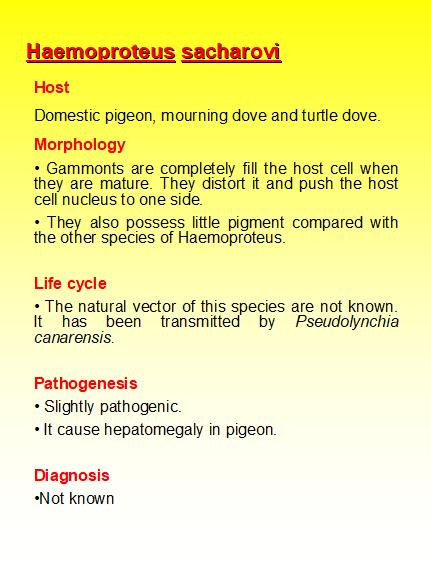 Haemoproteus sacharovi
Host
Domestic pigeon, mourning dove and turtle dove.
Morphology
• Gammonts are completely fill the host cell when
they are mature. They distort it and push the host
cell nucleus to one side.
• They also possess little pigment compared with
the other species of Haemoproteus.
Life cycle
• The natural vector of this species are not known.
It has been transmitted by Pseudolynchia
canarensis.
Pathogenesis
• Slightly pathogenic.
• It cause hepatomegaly in pigeon.
Diagnosis
•Not known